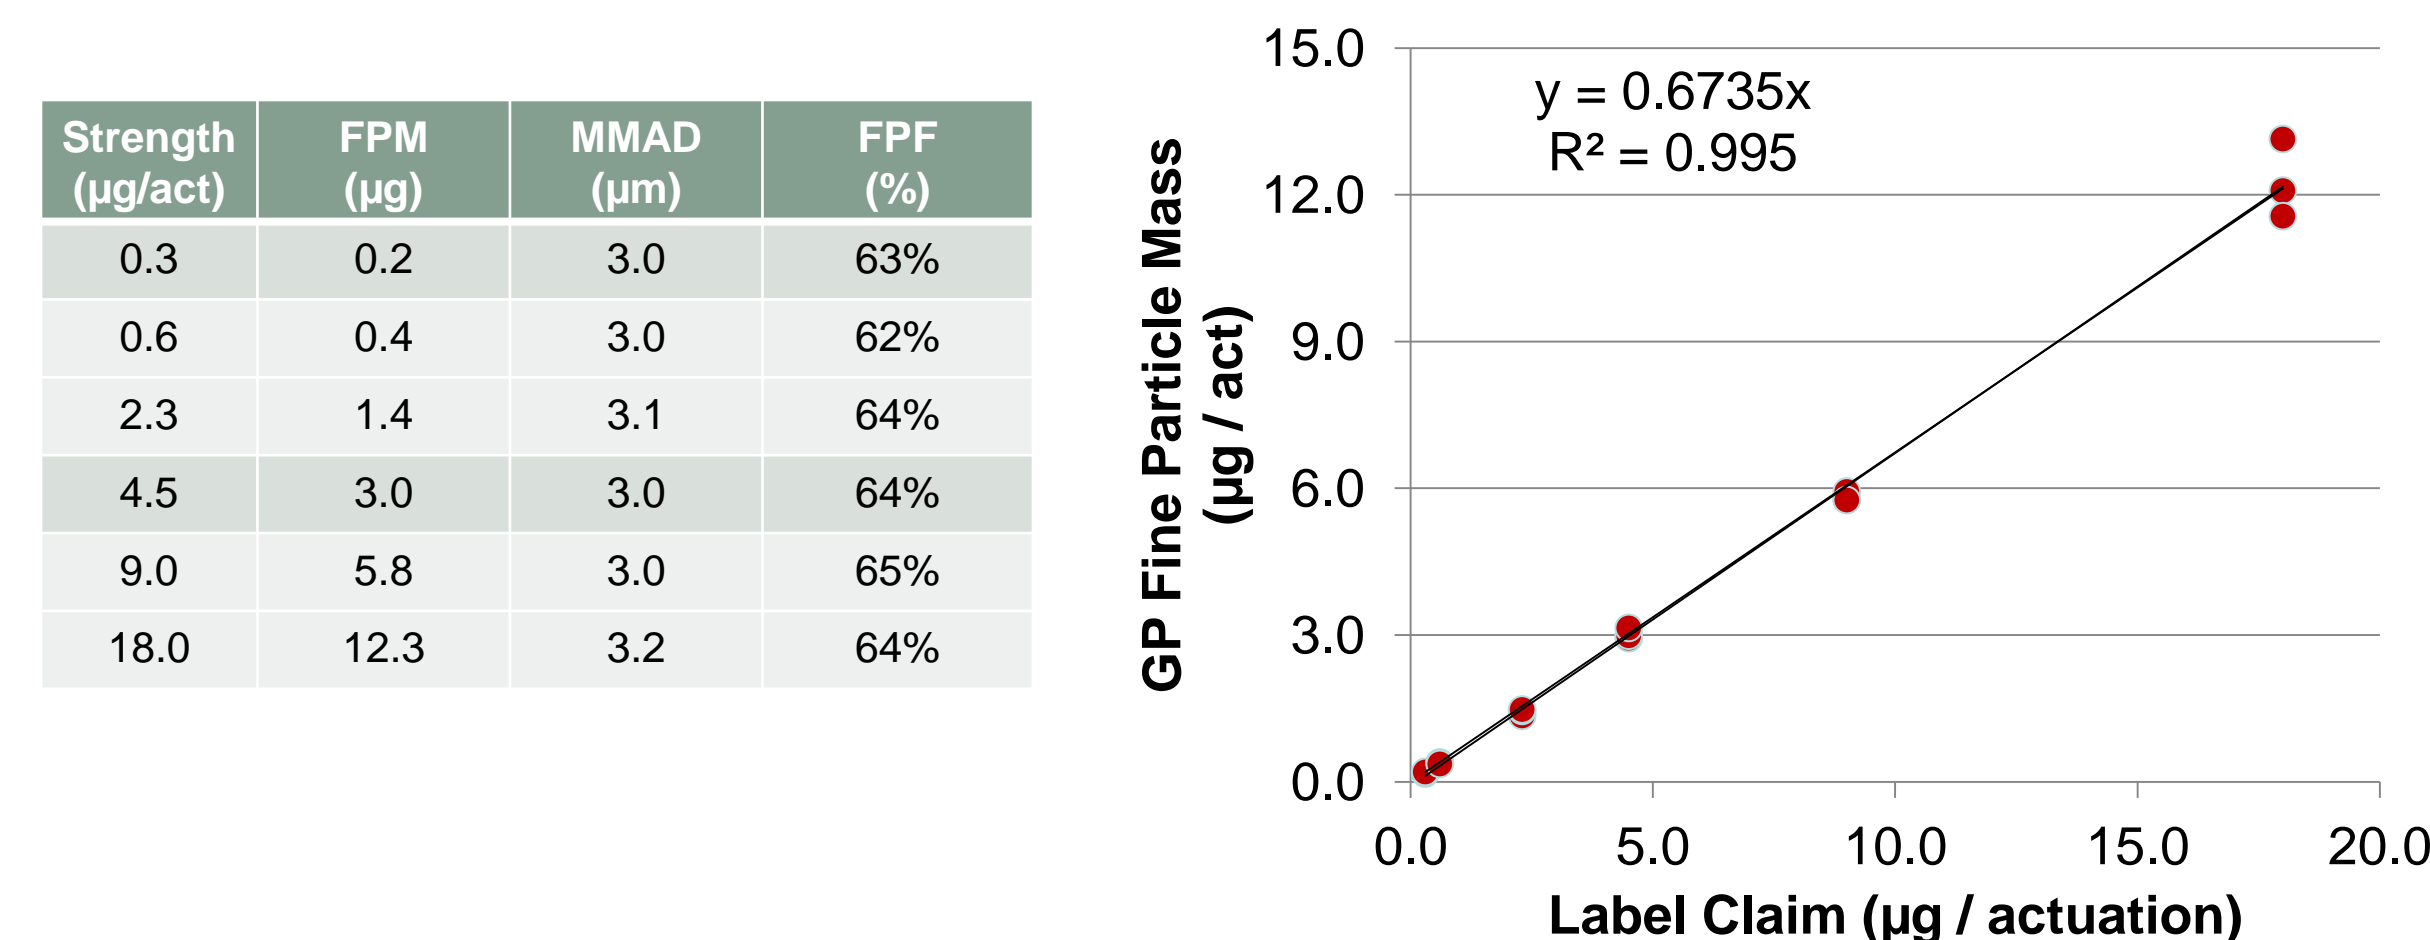 Strength FPM MMAD FPF
(µg/act) (µg) (µm) (%)
0.3 0.2 3.0 63%
0.6 0.4 3.0 62%
2.3 1.4 3.1 64%
4.5 3.0 3.0 64%
9.0 5.8 3.0 65%
18.0 12.3 3.2 64%
GP Fine Particle Mass
(µg / act)
15.0
12.0
9.0
6.0
3.0
0.0
y = 0.6735x
R² = 0.995
0.0 5.0 10.0 15.0 20.0
Label Claim (µg / actuation)